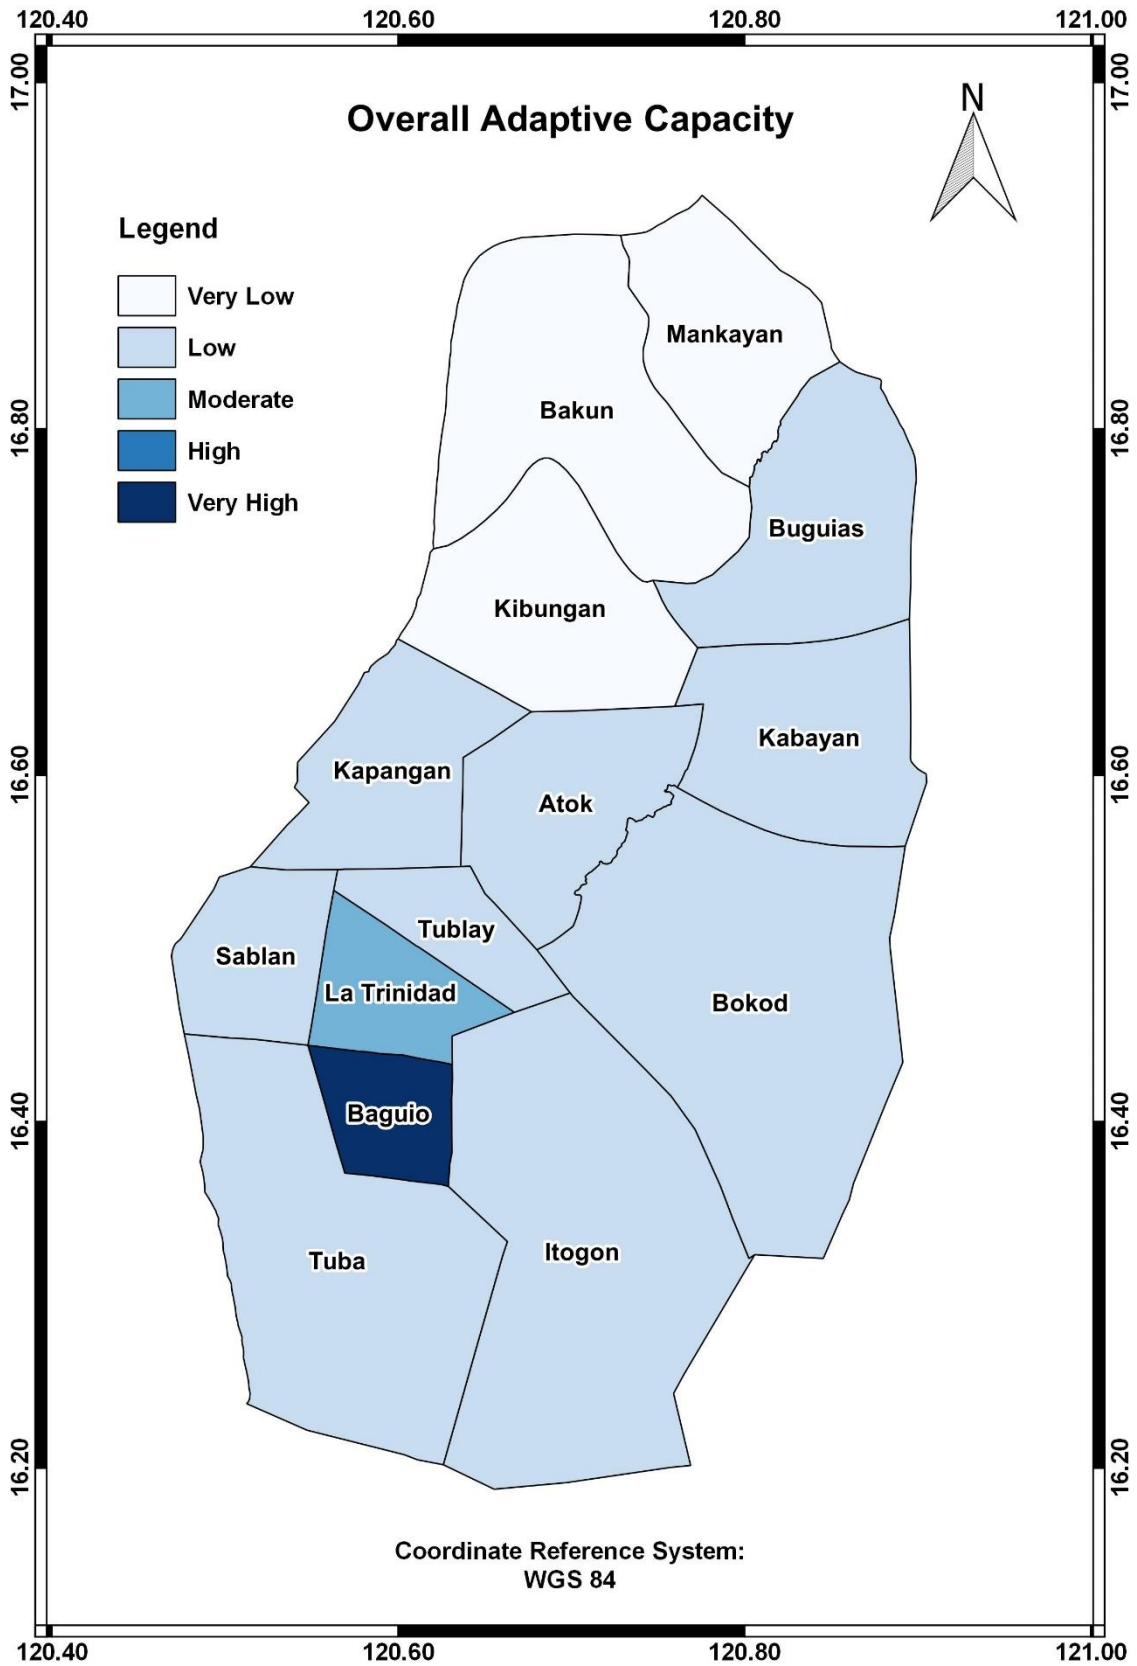 120.40 120.60 120.80 121.00
17.00 17.00
Overall Adaptive Capacity
N
Legend
Very Low
Low
Moderate
High
Very High
Mankayan
Bakun
16.80 16.80
Buguias
Kibungan
Kabayan
Kapangan
16.60 16.60
Atok
Tublay
Sablan
La Trinidad
Bokod
Baguio
16.40 16.40
Itogon
Tuba
16.20 16.20
Coordinate Reference System:
WGS 84
120.40 120.60 120.80 121.00